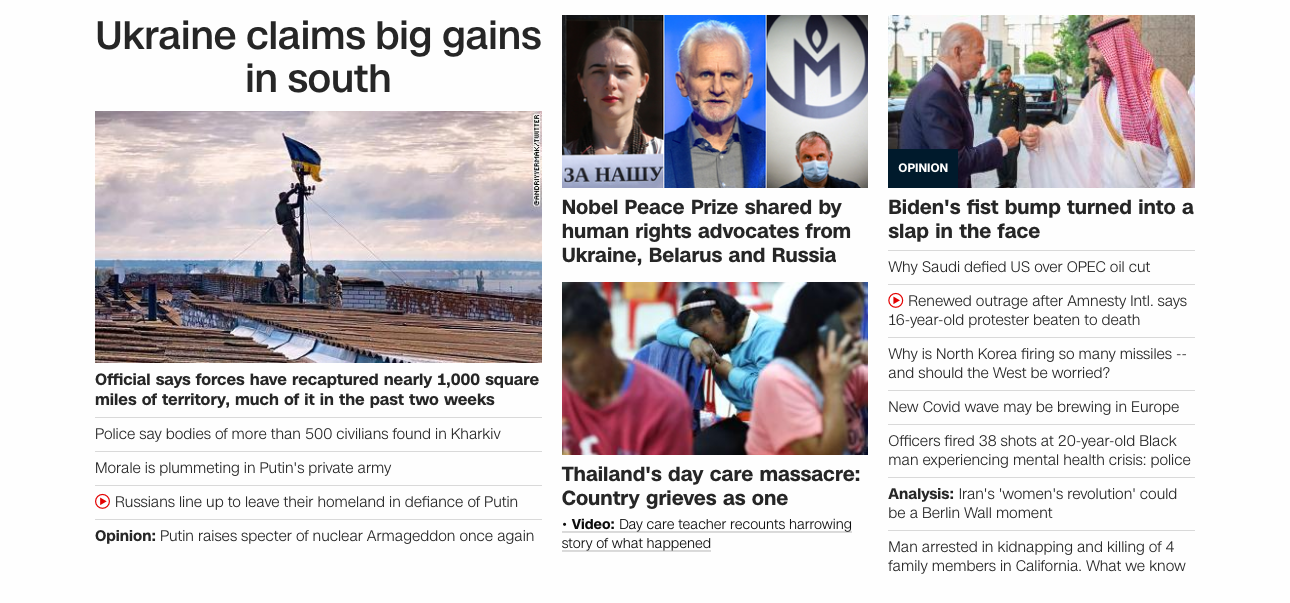 Ukraine claims big gains
in south
@ANDRIYYERMAK/TWITTER
Official says forces have recaptured nearly 1,000 square
miles of territory, much of it in the past two weeks
Police say bodies of more than 500 civilians found in Kharkiv
Morale is plummeting in Putin's private army
Russians line up to leave their homeland in defiance of Putin
Opinion: Putin raises specter of nuclear Armageddon once again
ЗА НАШУ
Nobel Peace Prize shared by
human rights advocates from
Ukraine, Belarus and Russia
Thailand's day care massacre:
Country grieves as one
• Video: Day care teacher recounts harrowing
story of what happened
OPINION
Biden's fist bump turned into a
slap in the face
Why Saudi defied US over OPEC oil cut
Renewed outrage after Amnesty Intl. says
16-year-old protester beaten to death
Why is North Korea firing so many missiles --
and should the West be worried?
New Covid wave may be brewing in Europe
Officers fired 38 shots at 20-year-old Black
man experiencing mental health crisis: police
Analysis: Iran's 'women's revolution' could
be a Berlin Wall moment
Man arrested in kidnapping and killing of 4
family members in California. What we know